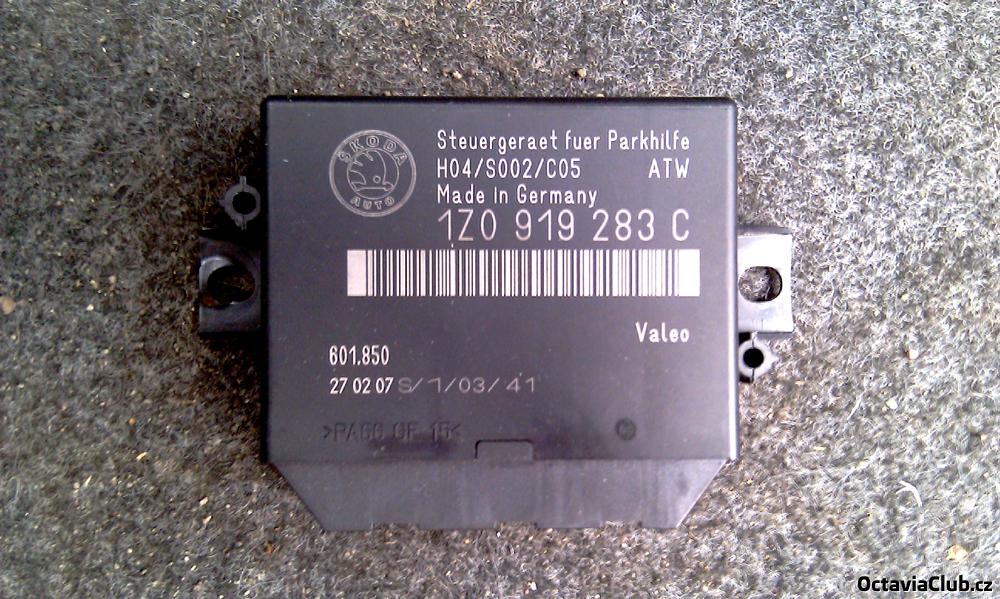 ŠKODA
AUTO
Steuergeraet fuer Parkhilfe
H04/S002/C05 ATW
Made in Germany
1Z0 919 283 C
Valeo
601.850
27 02 07 S/1/03/41
>PA66 GF 15<
OctaviaClub.cz